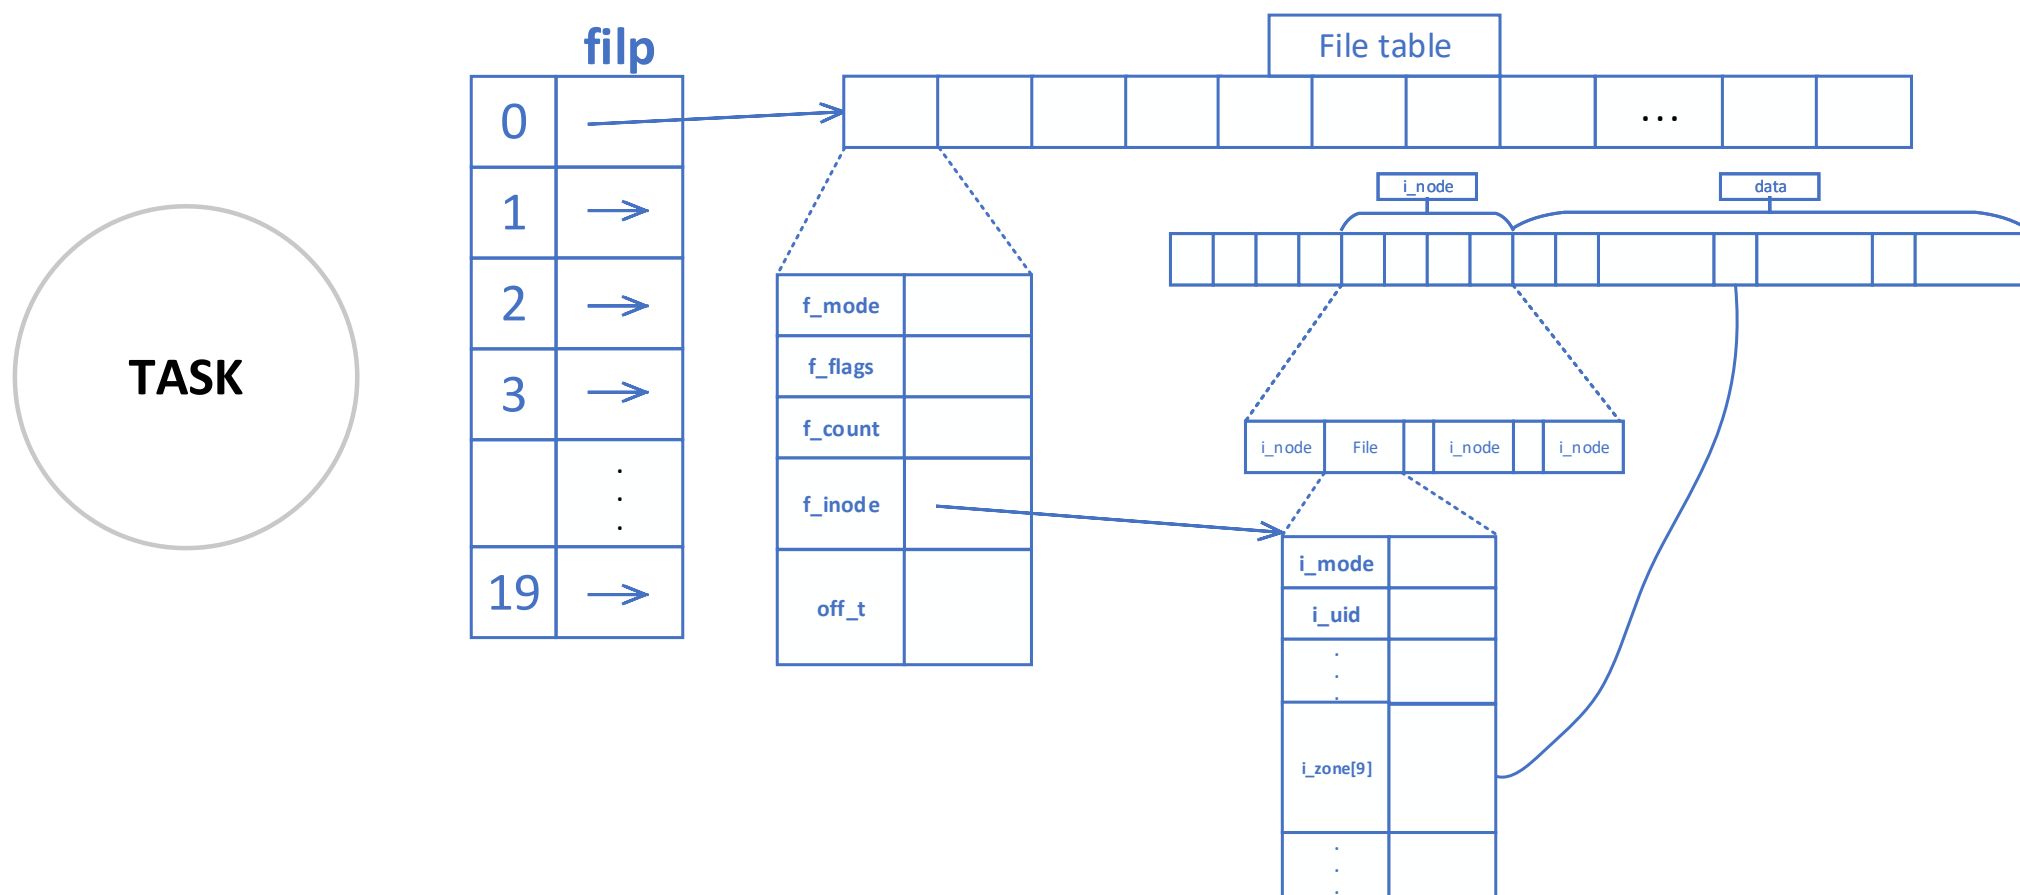 filp
File table
0
...
1
i_node
data
2
f_mode
TASK
3
f_flags
f_count
i_node File i_node i_node
.
.
.
f_inode
i_mode
19
off_t
i_uid
.
.
.
i_zone[9]
.
.
.